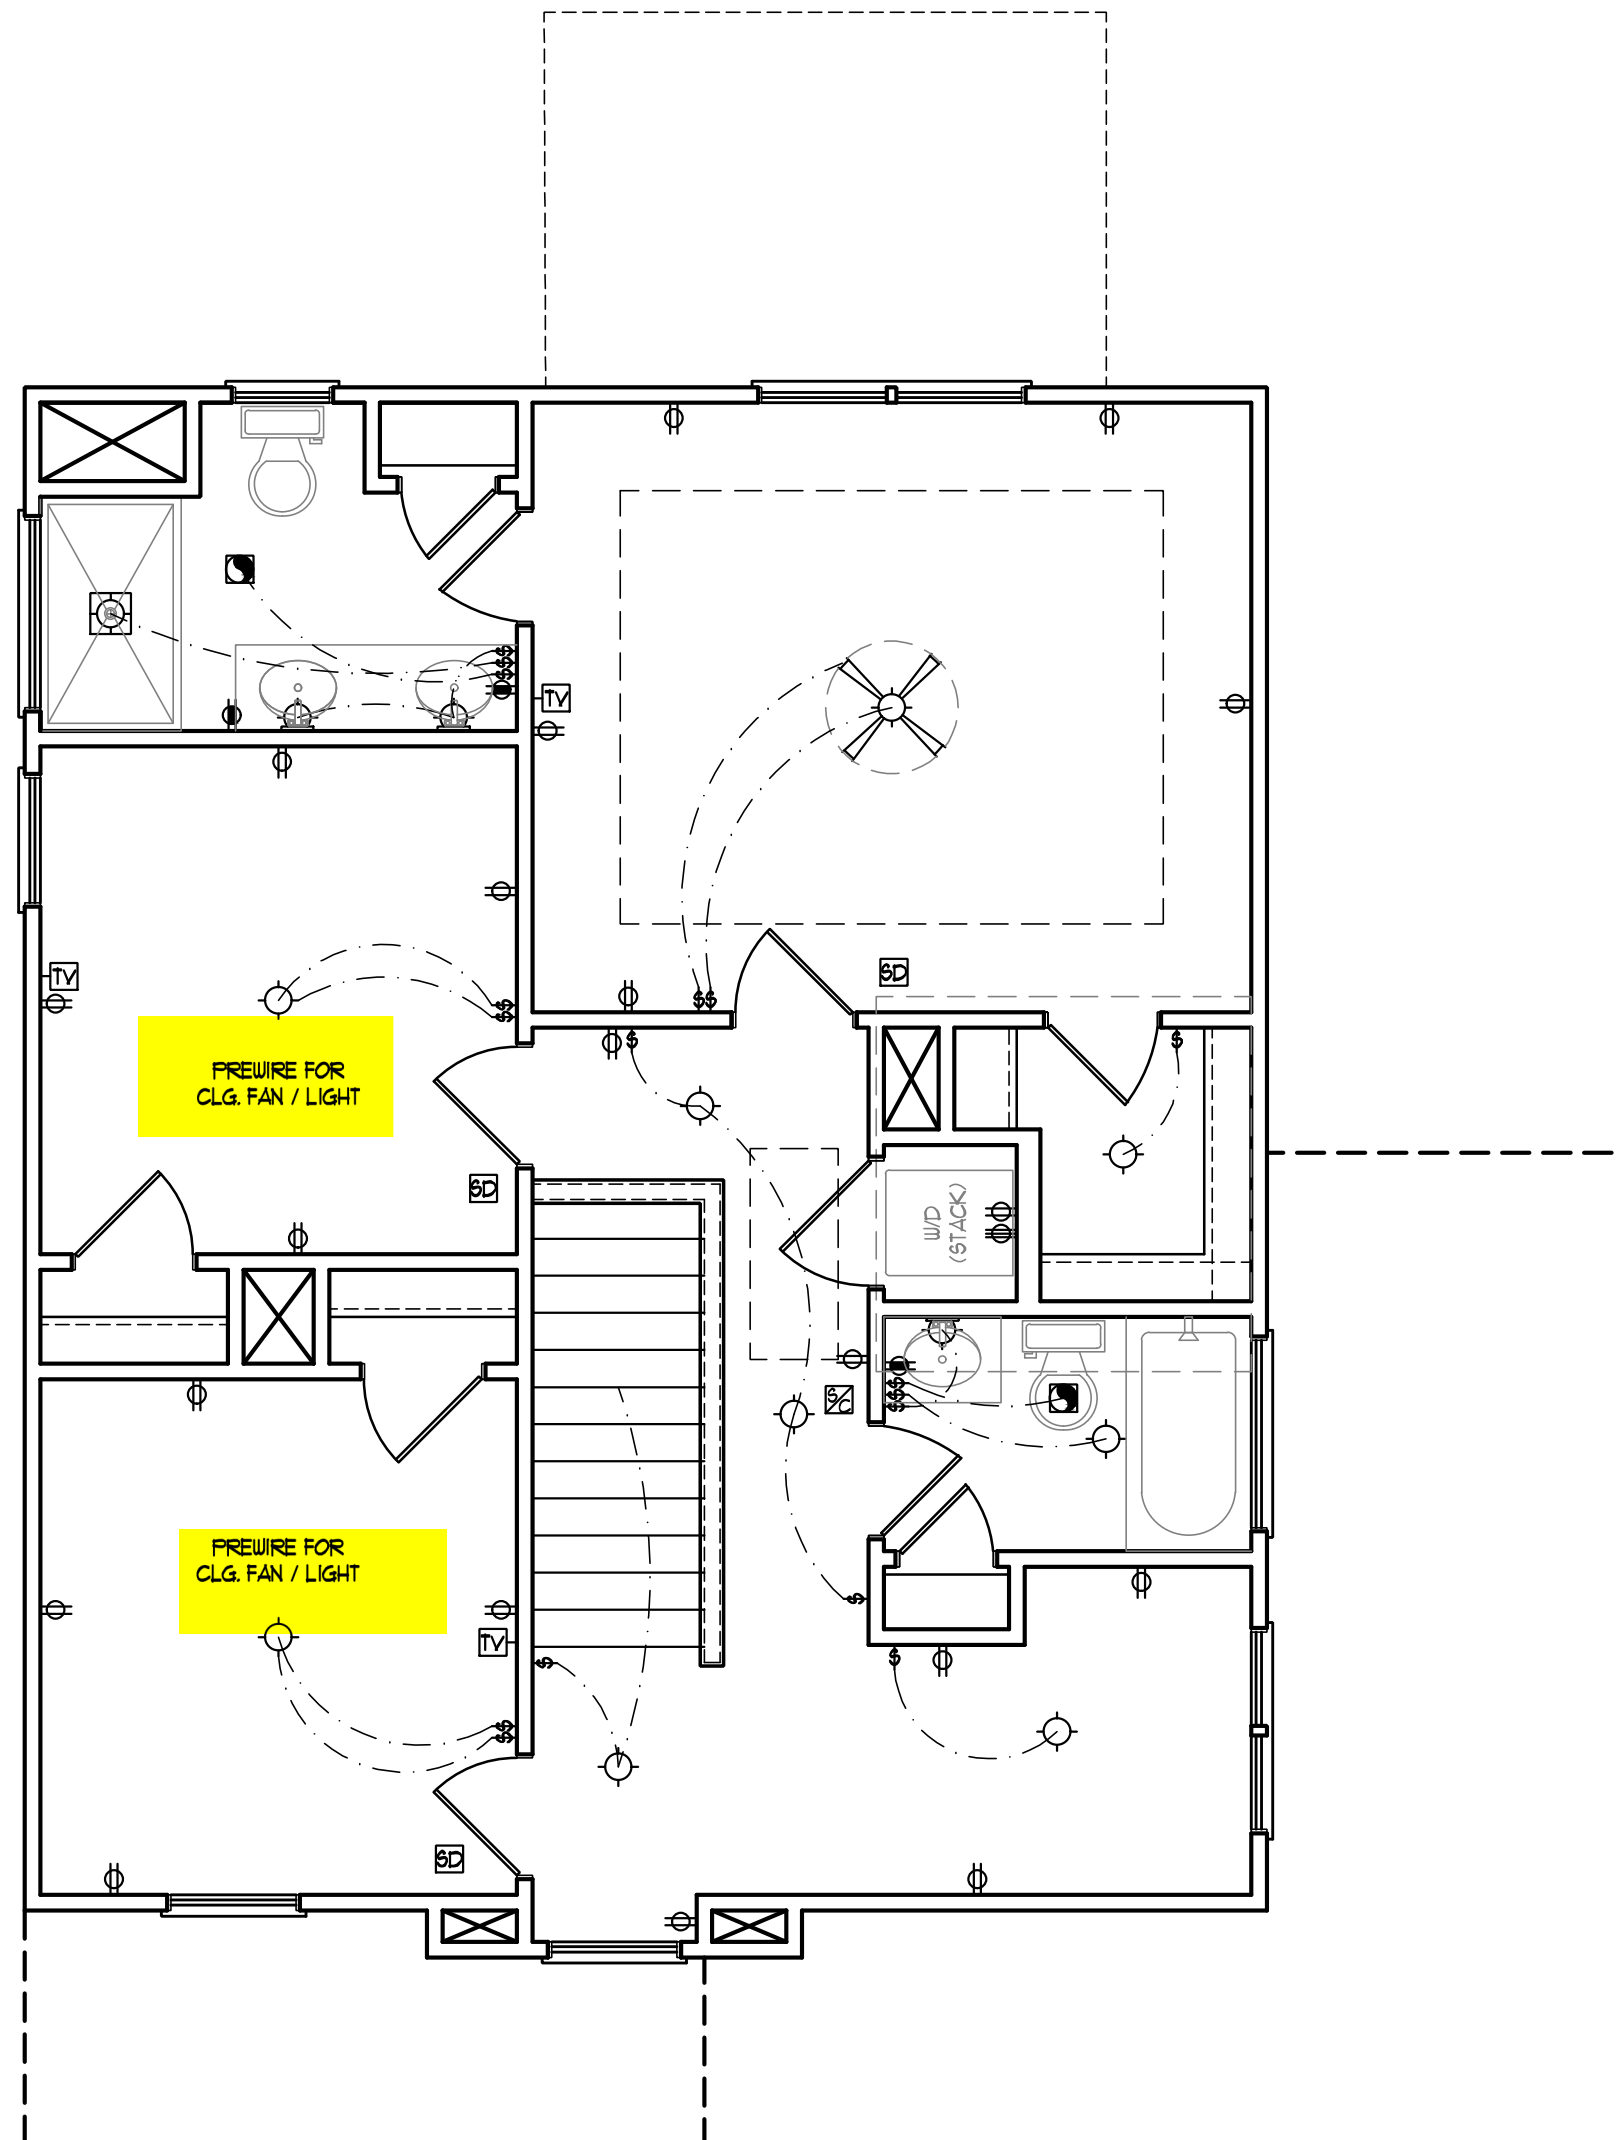 $
$
$
TV
TV
SD
$$
$
$
$
$
PREWIRE FOR
CLG. FAN / LIGHT
SD
W/D
(STACK)
S/C
$
$
$
PREWIRE FOR
CLG. FAN / LIGHT
$
TV
$
$
$
$
SD